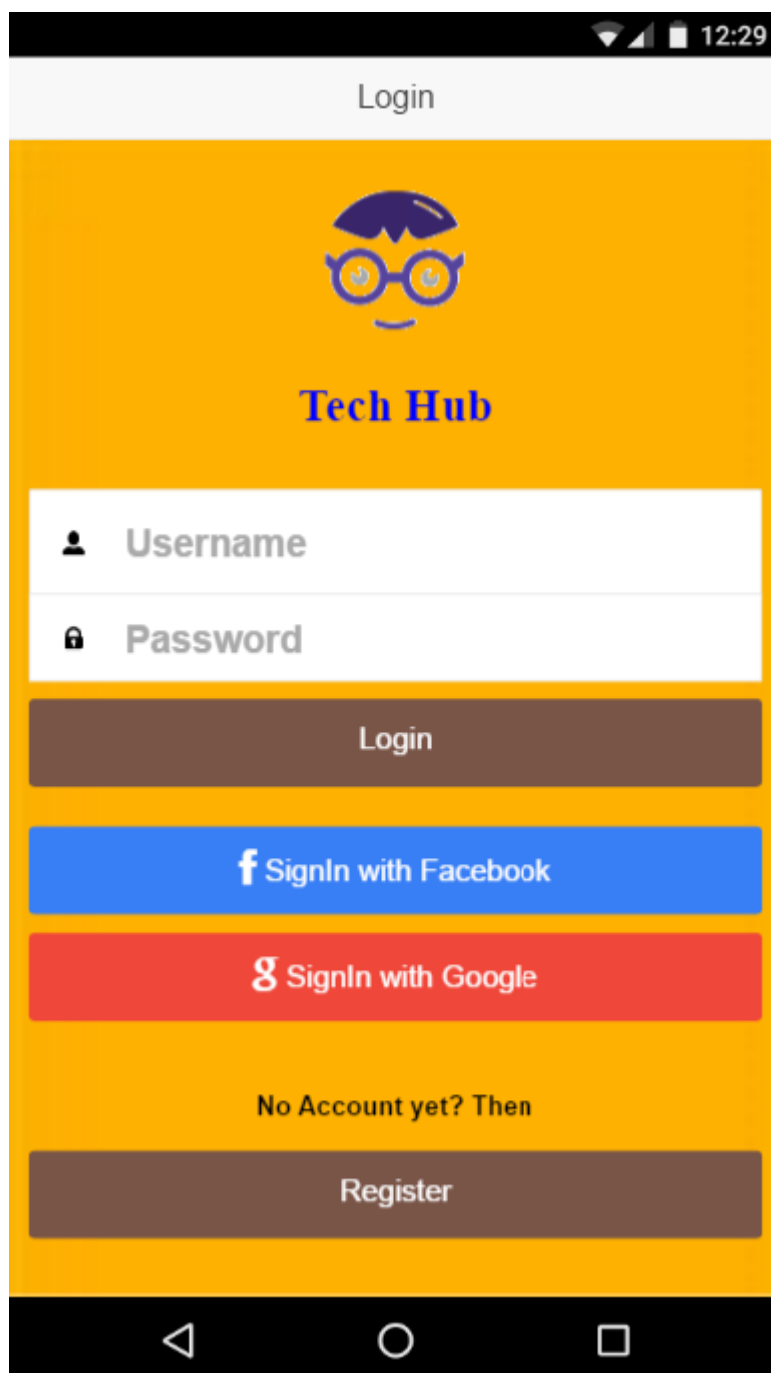 12:29
Login
Tech Hub
Username
Password
Login
f SignIn with Facebook
g SignIn with Google
No Account yet? Then
Register